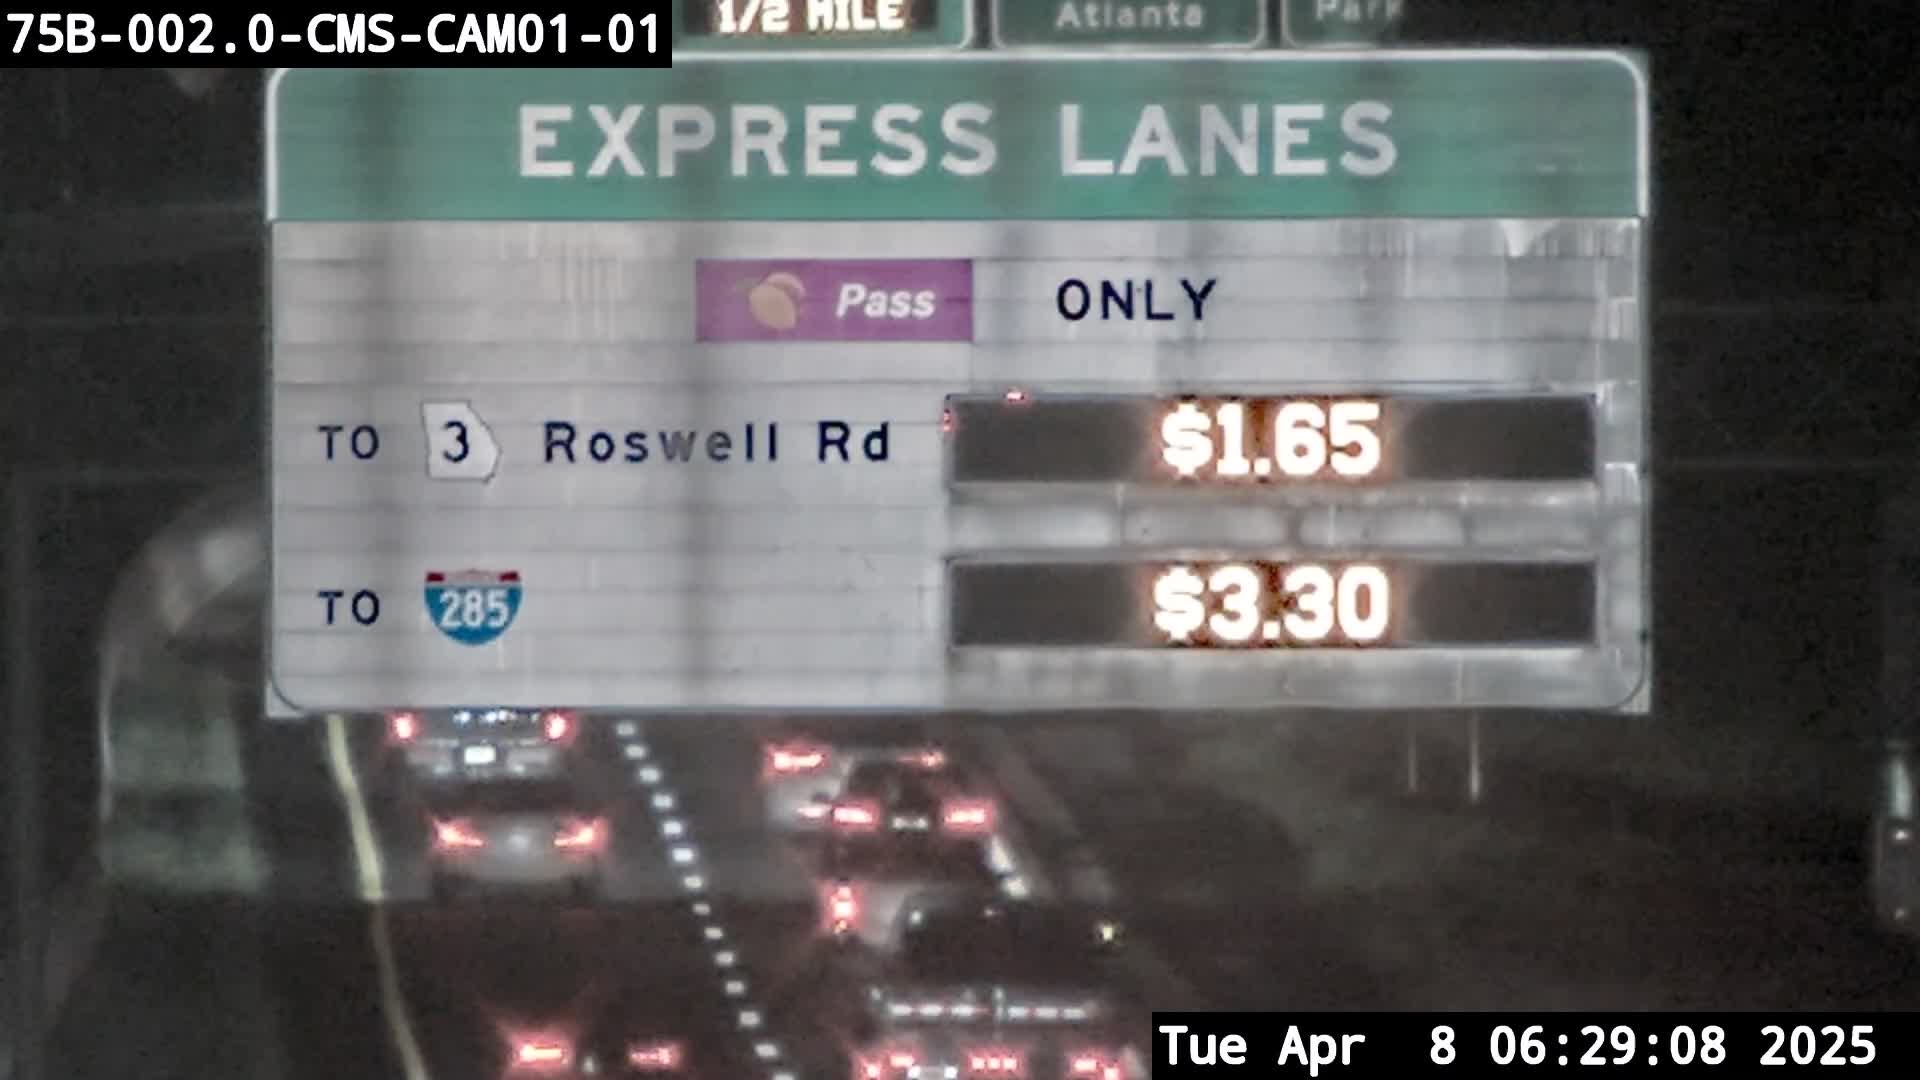 75B-002.0-CMS-CAM01-01
1/2 MILE
Atlanta
Park
EXPRESS LANES
Pass ONLY
TO 3 Roswell Rd $1.65
TO 285 $3.30
Tue Apr 8 06:29:08 2025